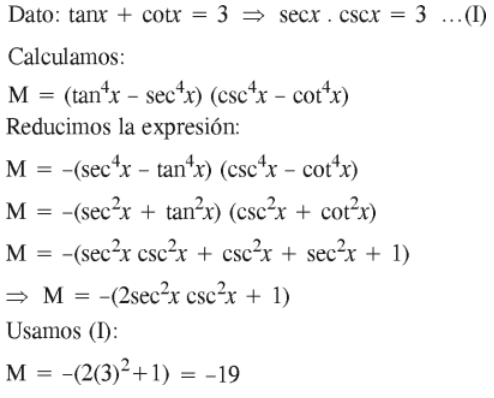 Dato: tanx + cotx = 3 ⇒ secx . cscx = 3 …(I)
Calculamos:
M = (tan⁴x – sec⁴x) (csc⁴x – cot⁴x)
Reducimos la expresión:
M = –(sec⁴x – tan⁴x) (csc⁴x – cot⁴x)
M = –(sec²x + tan²x) (csc²x + cot²x)
M = –(sec²x csc²x + csc²x + sec²x + 1)
⇒ M = –(2sec²x csc²x + 1)
Usamos (I):
M = –(2(3)²+1) = –19